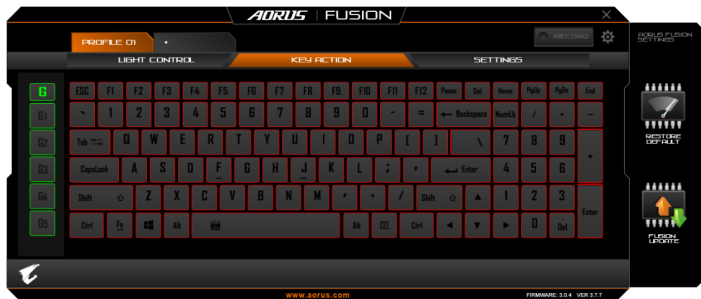 AORUS | FUSION
PROFILE 01 +
RECORD
AORUS FUSION
SETTINGS
LIGHT CONTROL KEY ACTION SETTINGS
G ESC F1 F2 F3 F4 F5 F6 F7 F8 F9 F10 F11 F12 Pause Del Home PgUp PgDn End
G1 ~ 1 2 3 4 5 6 7 8 9 0 - = ← Backspace NumLk / * -
G2 Tab Q W E R T Y U I O P [ ] \ 7 8 9 +
G3 CapsLock A S D F G H J K L ; ' Enter 4 5 6
G4 Shift Z X C V B N M , . / Shift 1 2 3 Enter
G5 Ctrl Fn Alt Alt Ctrl ◄ ▼ ► 0 Del
RESTORE
DEFAULT
FUSION
UPDATE
www.aorus.com
FIRMWARE: 3.0.4 VER 3.7.7